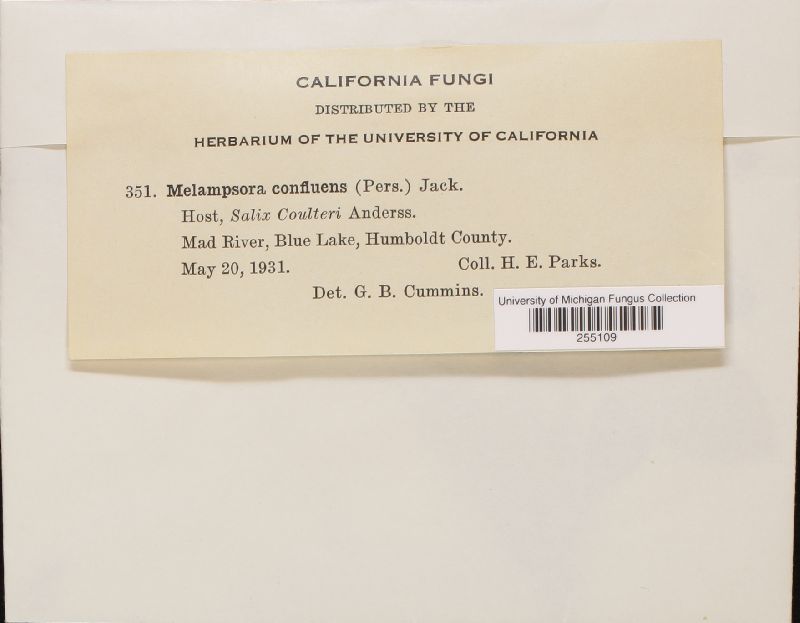 CALIFORNIA FUNGI
DISTRIBUTED BY THE
HERBARIUM OF THE UNIVERSITY OF CALIFORNIA
351. Melampsora confluens (Pers.) Jack.
Host, Salix Coulteri Anderss.
Mad River, Blue Lake, Humboldt County.
May 20, 1931. Coll. H. E. Parks.
Det. G. B. Cummins.
University of Michigan Fungus Collection
255109